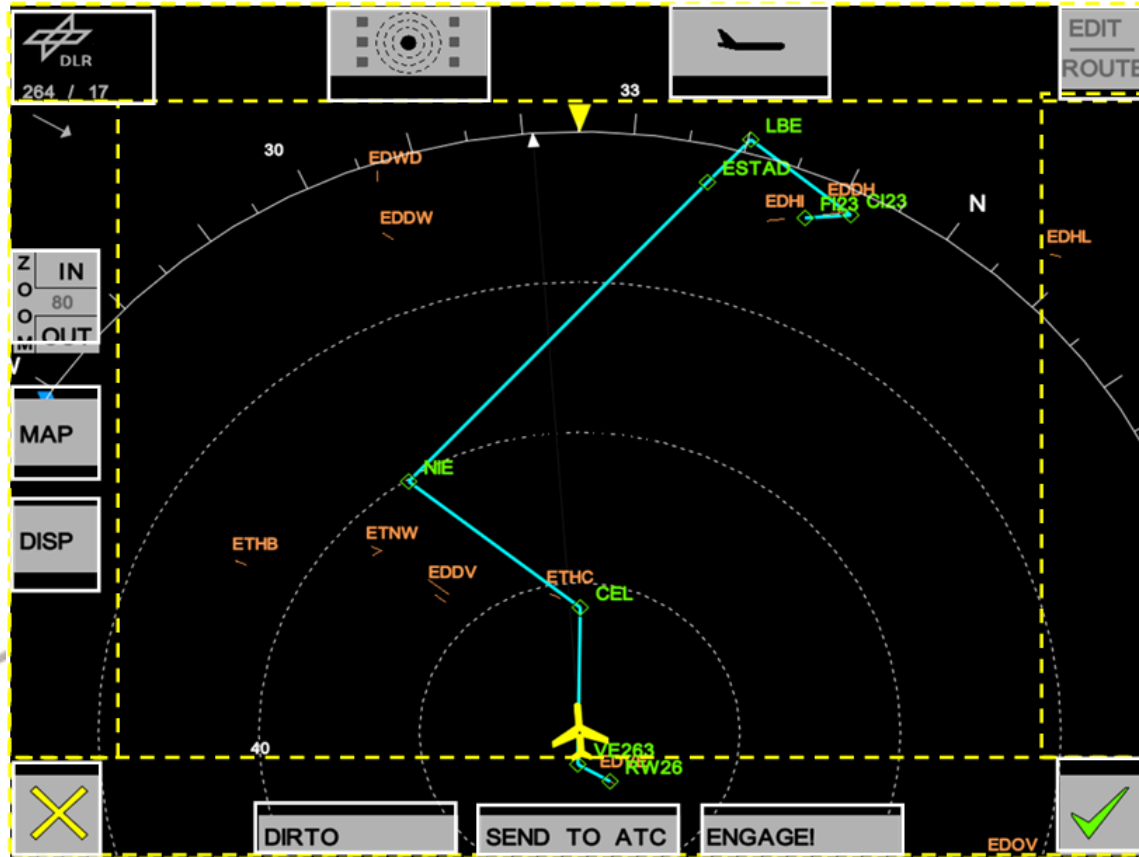 DLR
264 / 17
EDIT
ROUTE
33
30
N
LBE
EDWD
ESTAD
EDDH
EDHI
FI23
CI23
EDDW
EDHL
ZOOM
IN
80
OUT
MAP
NIE
DISP
ETNW
ETHB
EDDV
ETHC
CEL
40
VE263
RW26
DIRTO
SEND TO ATC
ENGAGE!
EDOV